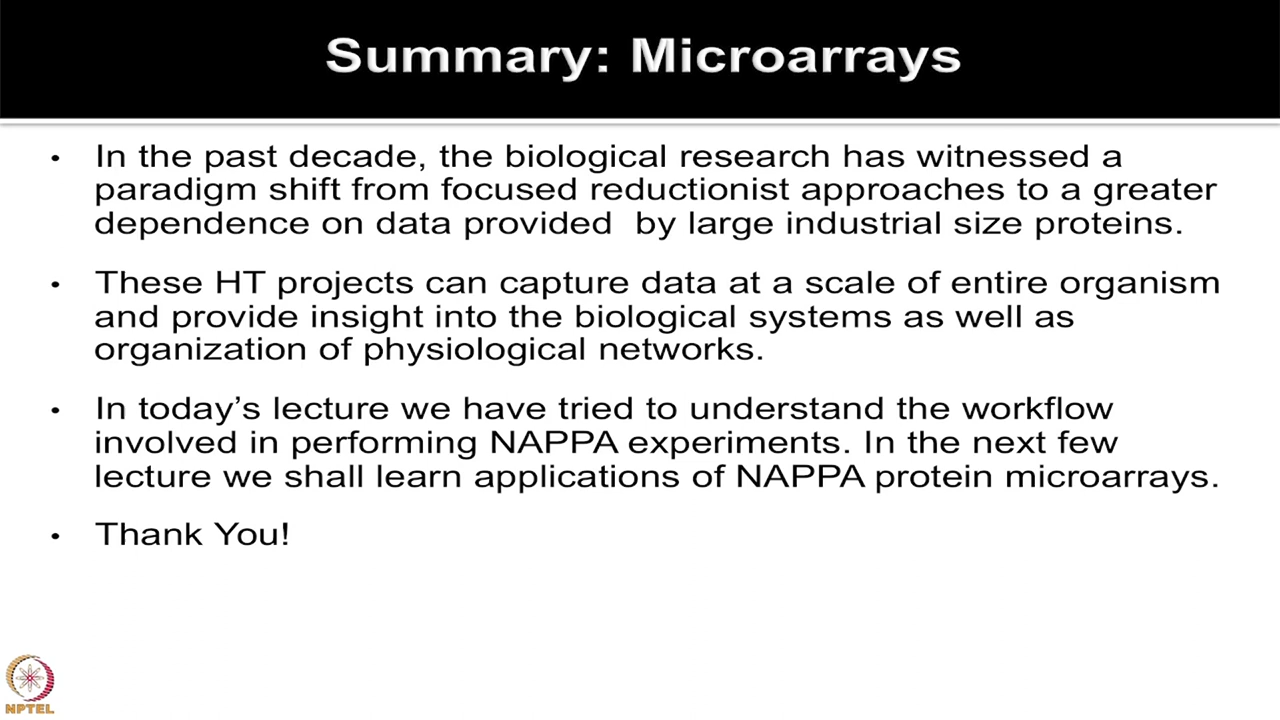 Summary: Microarrays
• In the past decade, the biological research has witnessed a
paradigm shift from focused reductionist approaches to a greater
dependence on data provided  by large industrial size proteins.
• These HT projects can capture data at a scale of entire organism
and provide insight into the biological systems as well as
organization of physiological networks.
• In today’s lecture we have tried to understand the workflow
involved in performing NAPPA experiments. In the next few
lecture we shall learn applications of NAPPA protein microarrays.
• Thank You!
NPTEL